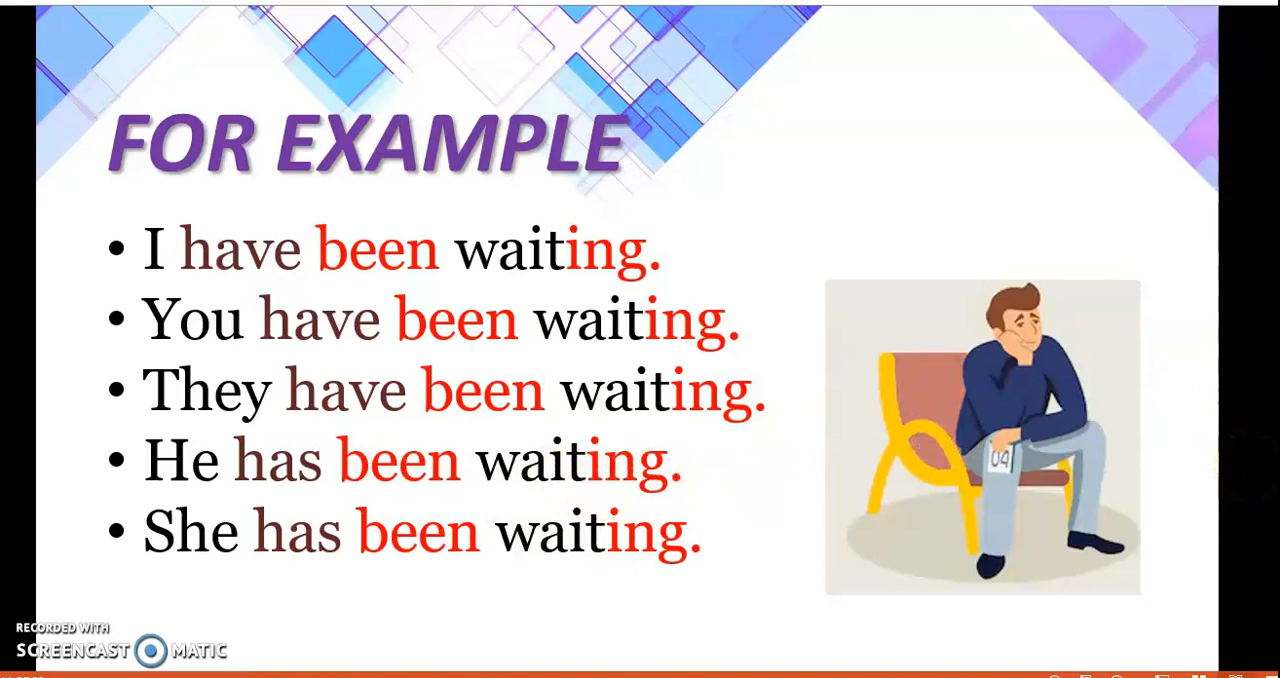 FOR EXAMPLE
• I have been waiting.
• You have been waiting.
• They have been waiting.
• He has been waiting.
• She has been waiting.
04
RECORDED WITH
SCREENCAST MATIC